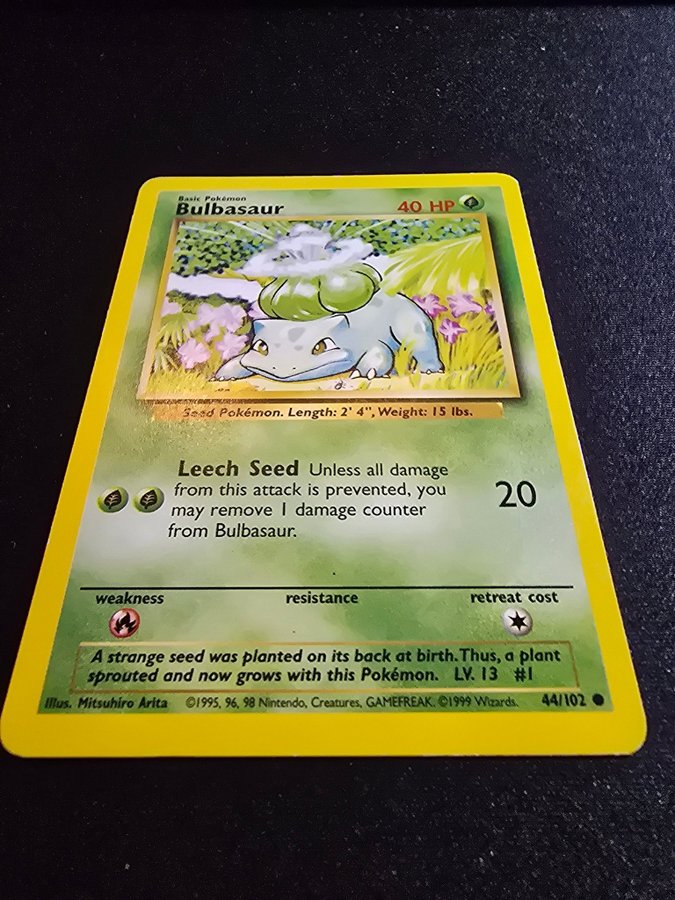 Basic Pokémon
Bulbasaur 40 HP
Seed Pokémon. Length: 2' 4", Weight: 15 lbs.
Leech Seed Unless all damage
from this attack is prevented, you
may remove 1 damage counter
from Bulbasaur.
20
weakness resistance retreat cost
A strange seed was planted on its back at birth. Thus, a plant
sprouted and now grows with this Pokémon. LV. 13 #1
Illus. Mitsuhiro Arita ©1995, 96, 98 Nintendo, Creatures, GAMEFREAK. ©1999 Wizards. 44/102